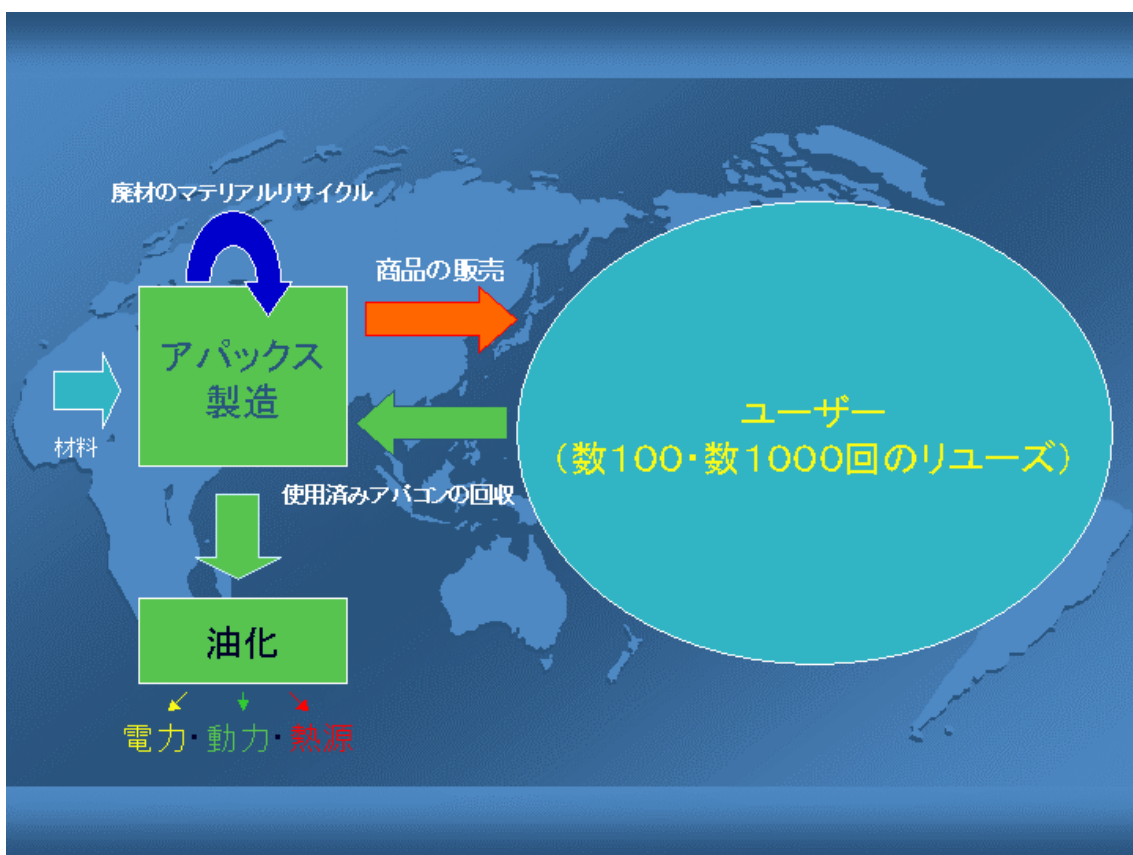 廃材のマテリアルリサイクル
商品の販売
アパックス
製造
材料
ユーザー
（数100・数1000回のリユーズ）
使用済みアパコンの回収
油化
電力・動力・熱源